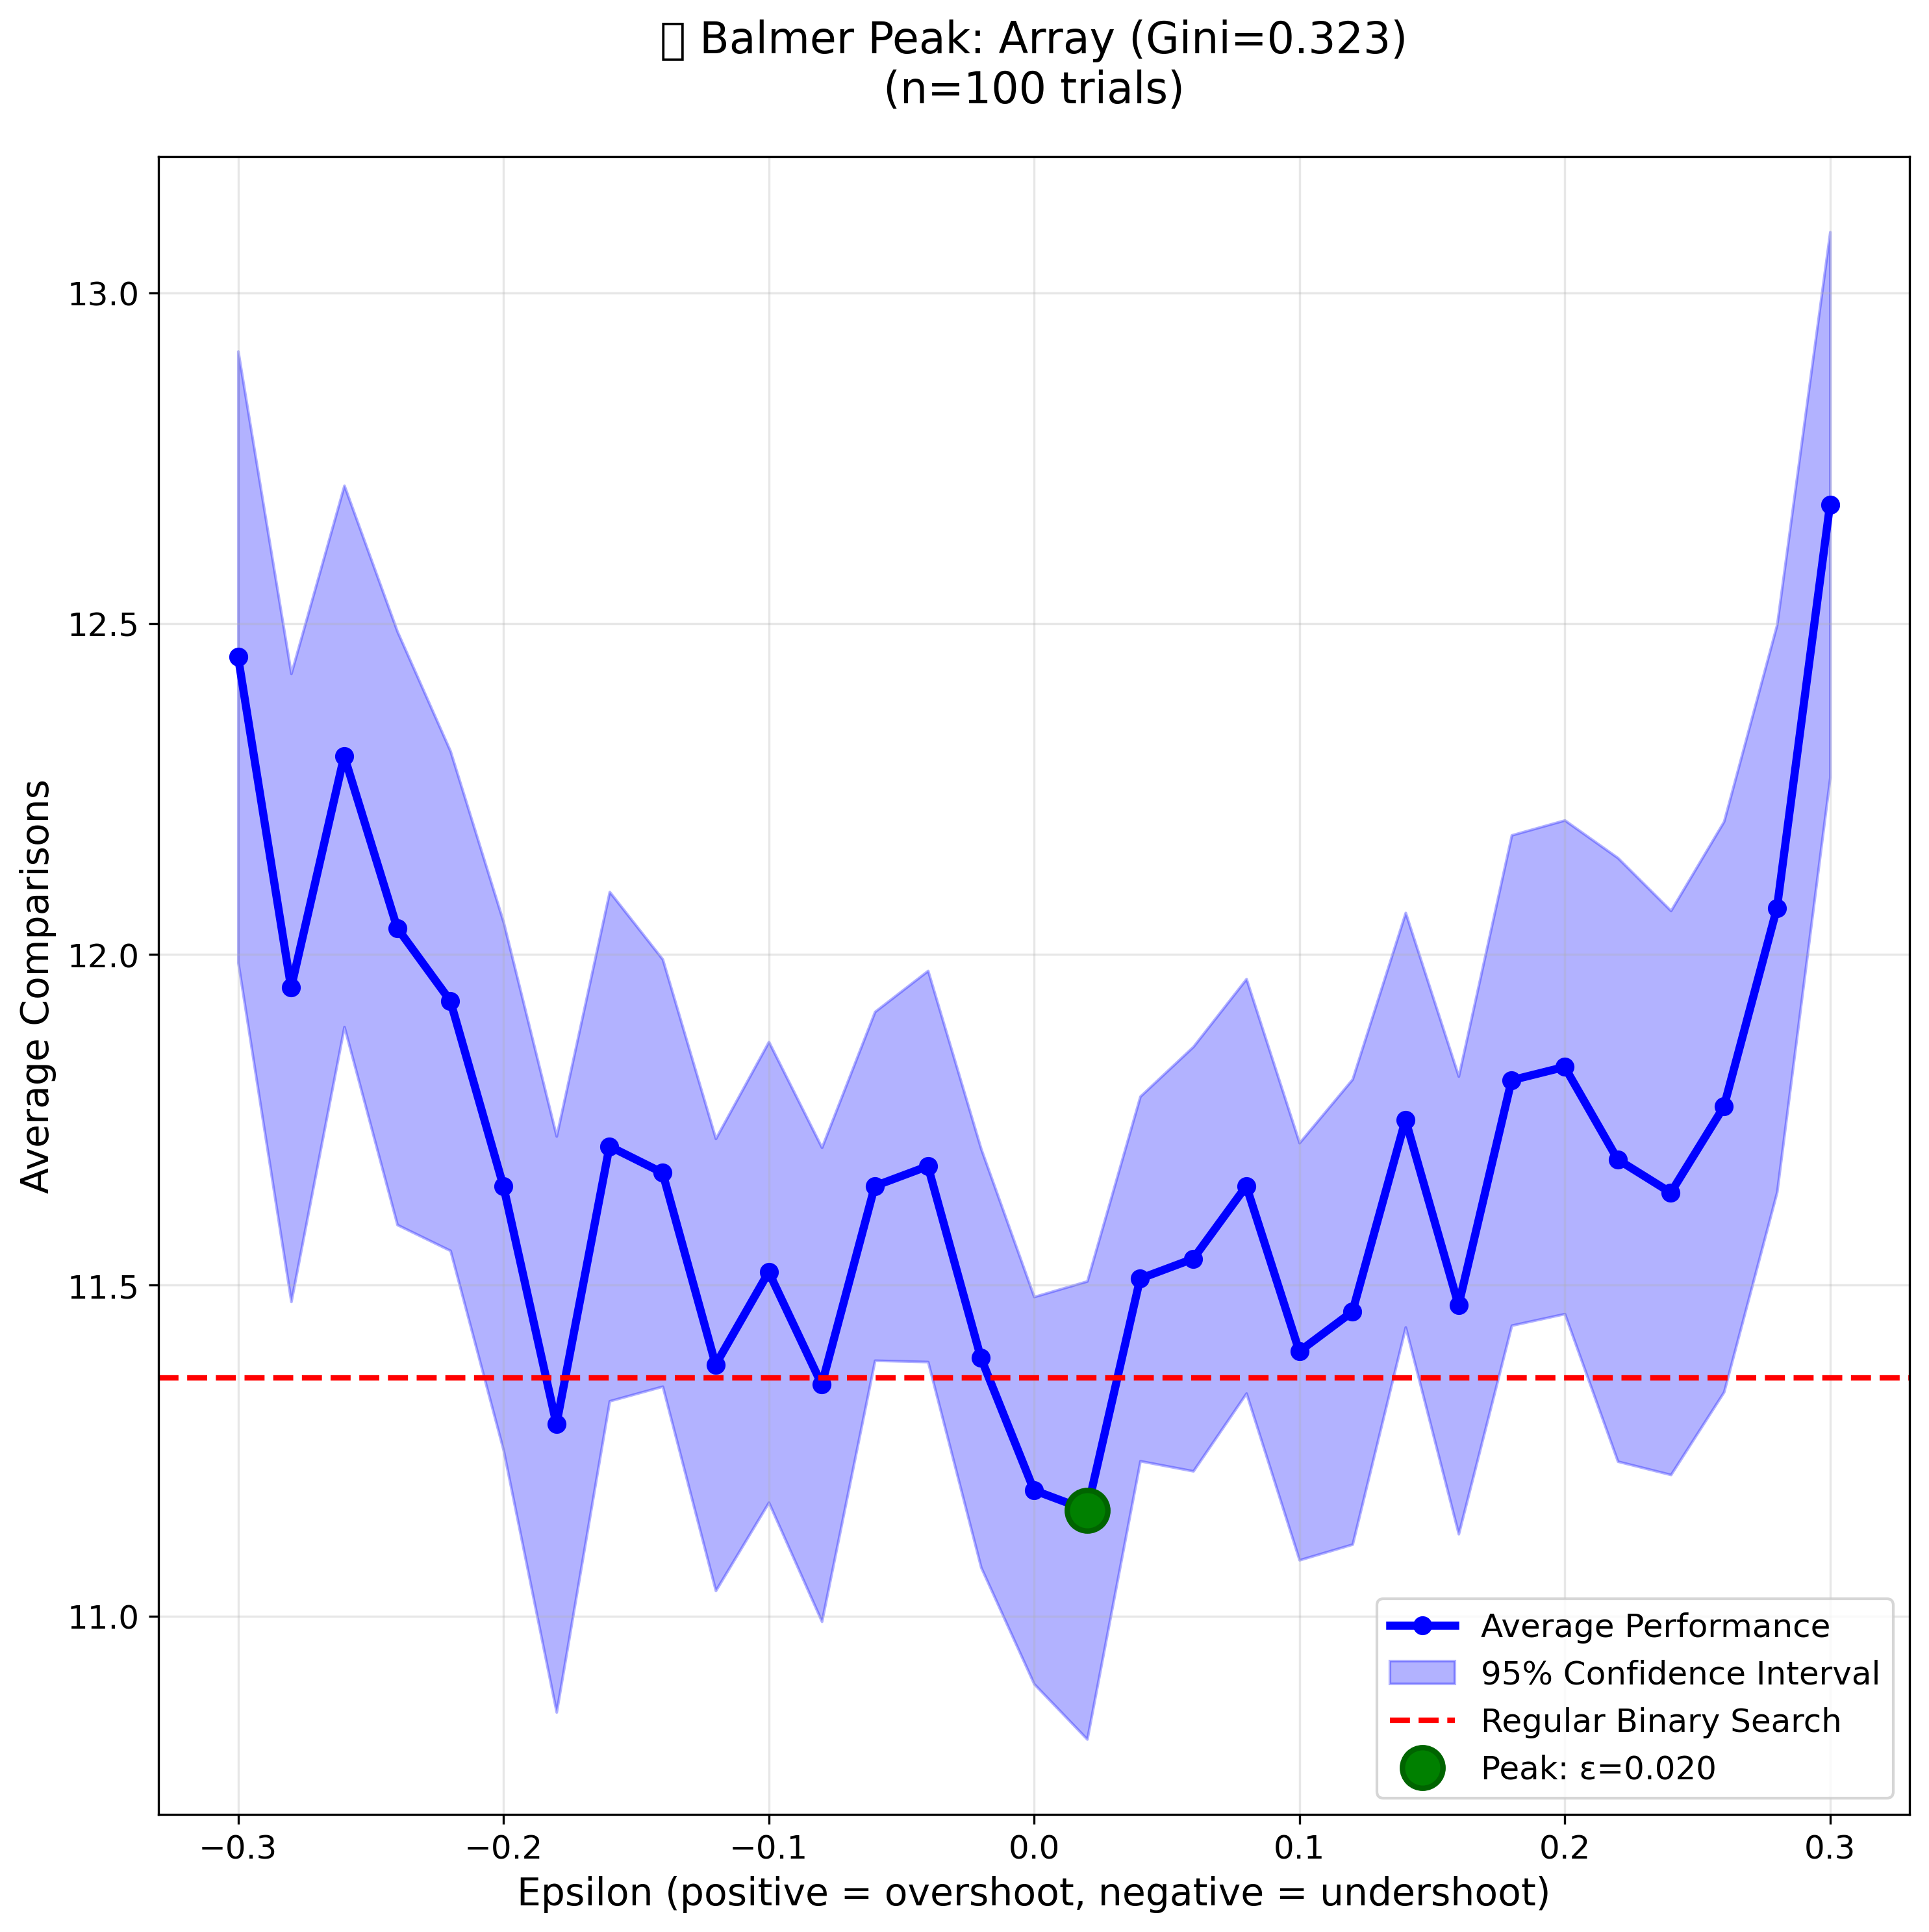 ▯ Balmer Peak: Array (Gini=0.323)
(n=100 trials)
Average Comparisons
13.0
12.5
12.0
11.5
11.0
−0.3
−0.2
−0.1
0.0
0.1
0.2
0.3
Epsilon (positive = overshoot, negative = undershoot)
Average Performance
95% Confidence Interval
Regular Binary Search
Peak: ε=0.020